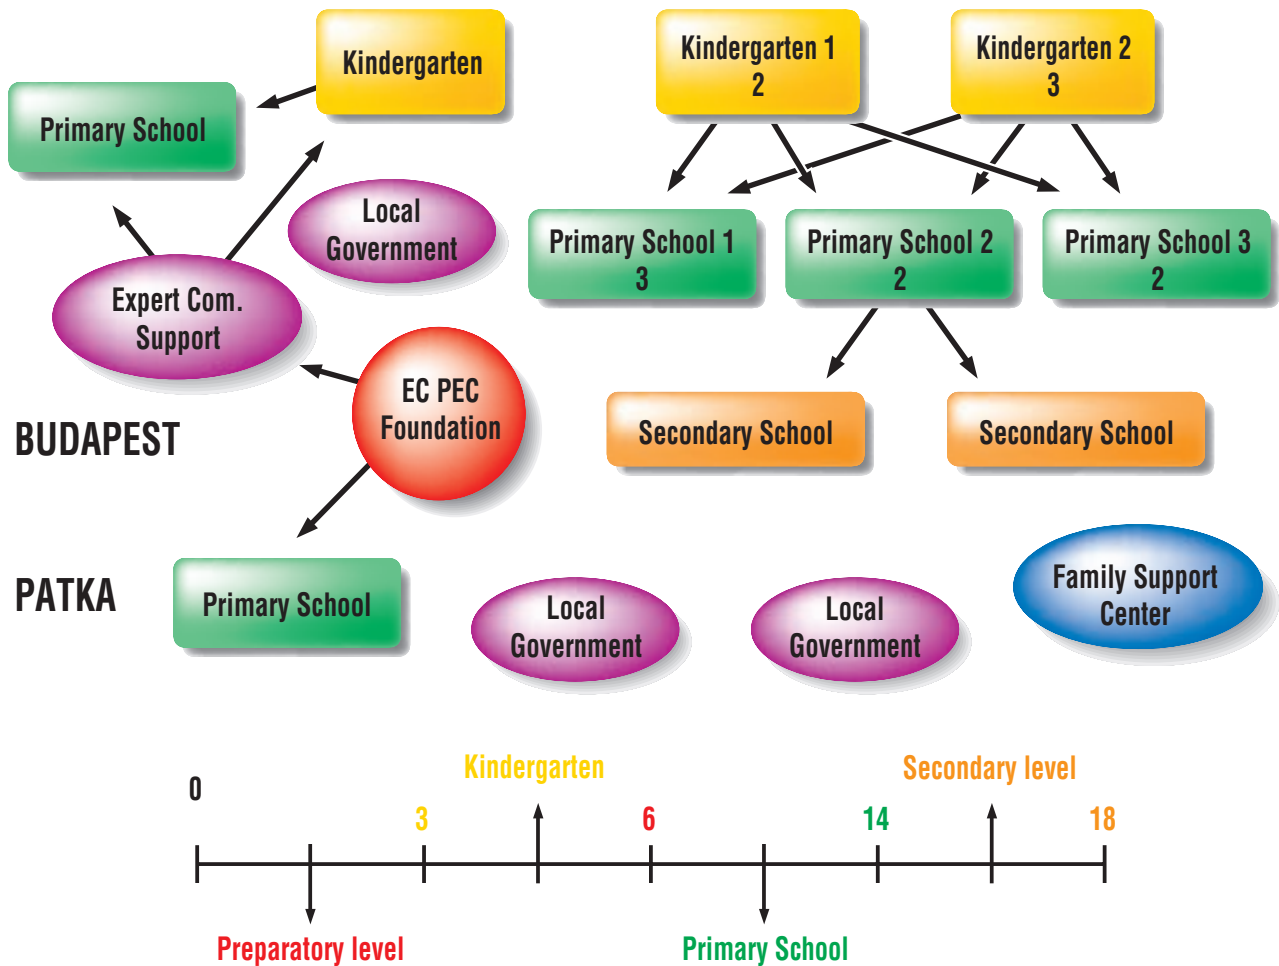 Kindergarten
Primary School
Local
Government
Expert Com.
Support
EC PEC
Foundation
BUDAPEST
Kindergarten 1
2
Kindergarten 2
3
Primary School 1
3
Primary School 2
2
Primary School 3
2
Secondary School
Secondary School
PATKA
Primary School
Local
Government
Local
Government
Family Support
Center
Kindergarten
Secondary level
0
3
6
14
18
Preparatory level
Primary School